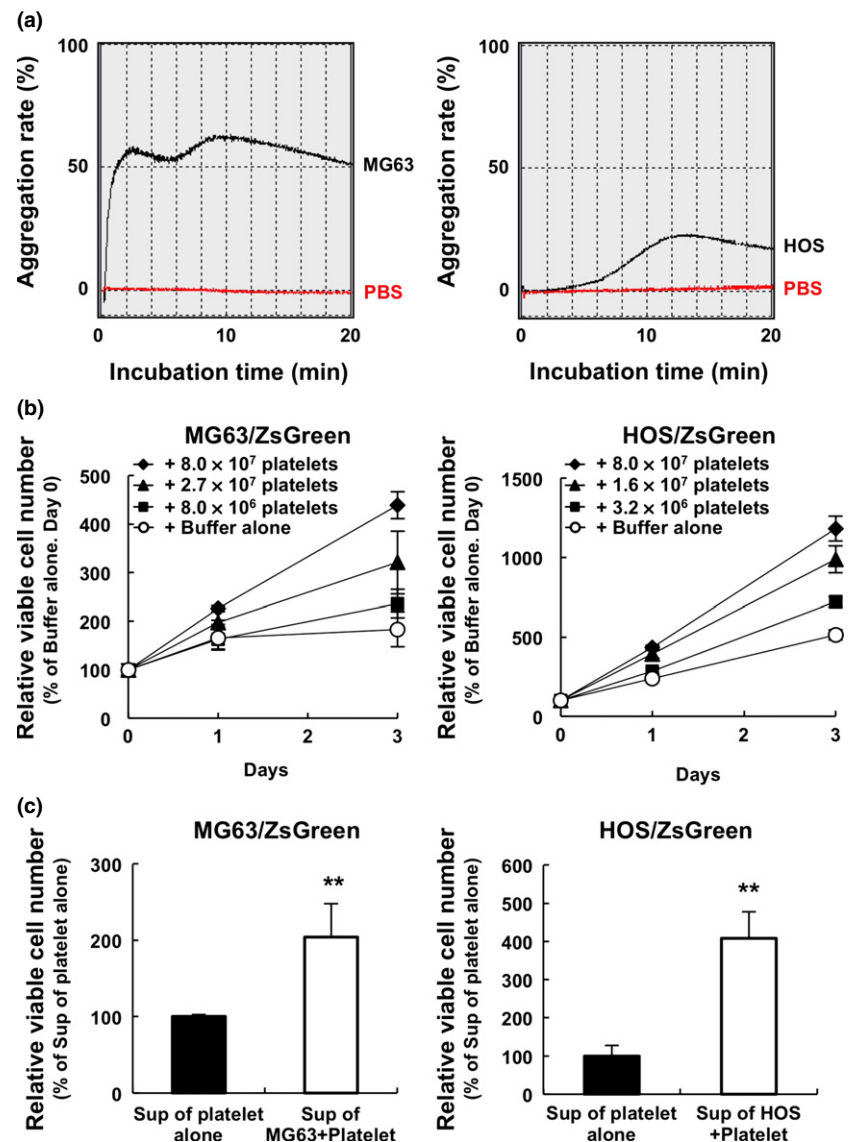 (a)
Aggregation rate (%)
100
50
0
MG63
PBS
0 10 20
Incubation time (min)
Aggregation rate (%)
100
50
0
HOS
PBS
0 10 20
Incubation time (min)
(b)
MG63/ZsGreen
+ 8.0 × 10⁷ platelets
+ 2.7 × 10⁷ platelets
+ 8.0 × 10⁶ platelets
+ Buffer alone
Relative viable cell number
(% of Buffer alone. Day 0)
500
400
300
200
100
0
0 1 2 3
Days
HOS/ZsGreen
+ 8.0 × 10⁷ platelets
+ 1.6 × 10⁷ platelets
+ 3.2 × 10⁶ platelets
+ Buffer alone
Relative viable cell number
(% of Buffer alone. Day 0)
1500
1000
500
0
0 1 2 3
Days
(c)
MG63/ZsGreen
Relative viable cell number
(% of Sup of platelet alone)
300
200
100
0
**
Sup of platelet
alone
Sup of
MG63+Platelet
HOS/ZsGreen
Relative viable cell number
(% of Sup of platelet alone)
600
500
400
300
200
100
0
**
Sup of platelet
alone
Sup of HOS
+Platelet